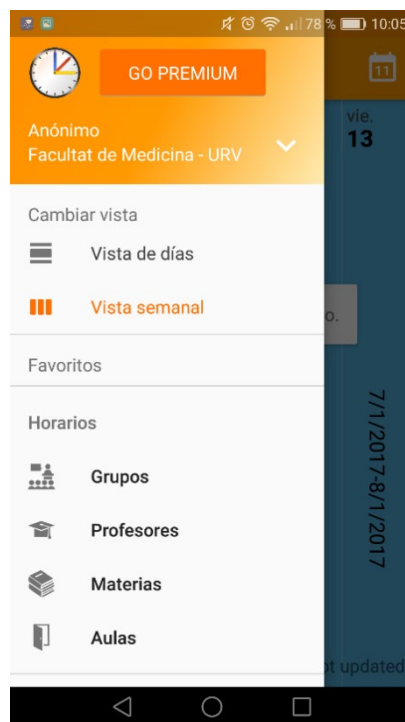 78 % 10:05
GO PREMIUM
11
Anónimo
Facultat de Medicina - URV
vie.
13
Cambiar vista
Vista de días
Vista semanal
o.
Favoritos
Horarios
Grupos
Profesores
Materias
Aulas
7/1/2017-8/1/2017
t updated